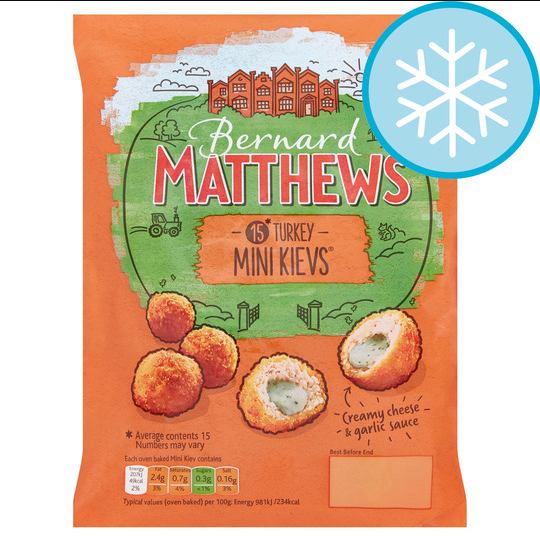 Bernard
MATTHEWS
- 15* TURKEY -
MINI KIEVS®
Creamy cheese
& garlic sauce
* Average contents 15
Numbers may vary
Each oven baked Mini Kiev contains
Energy 207kJ 49kcal 2%
Fat 2.4g 3%
Saturates 0.7g 4%
Sugars 0.3g <1%
Salt 0.16g 3%
Typical values (oven baked) per 100g: Energy 981kJ /234kcal
Best Before End